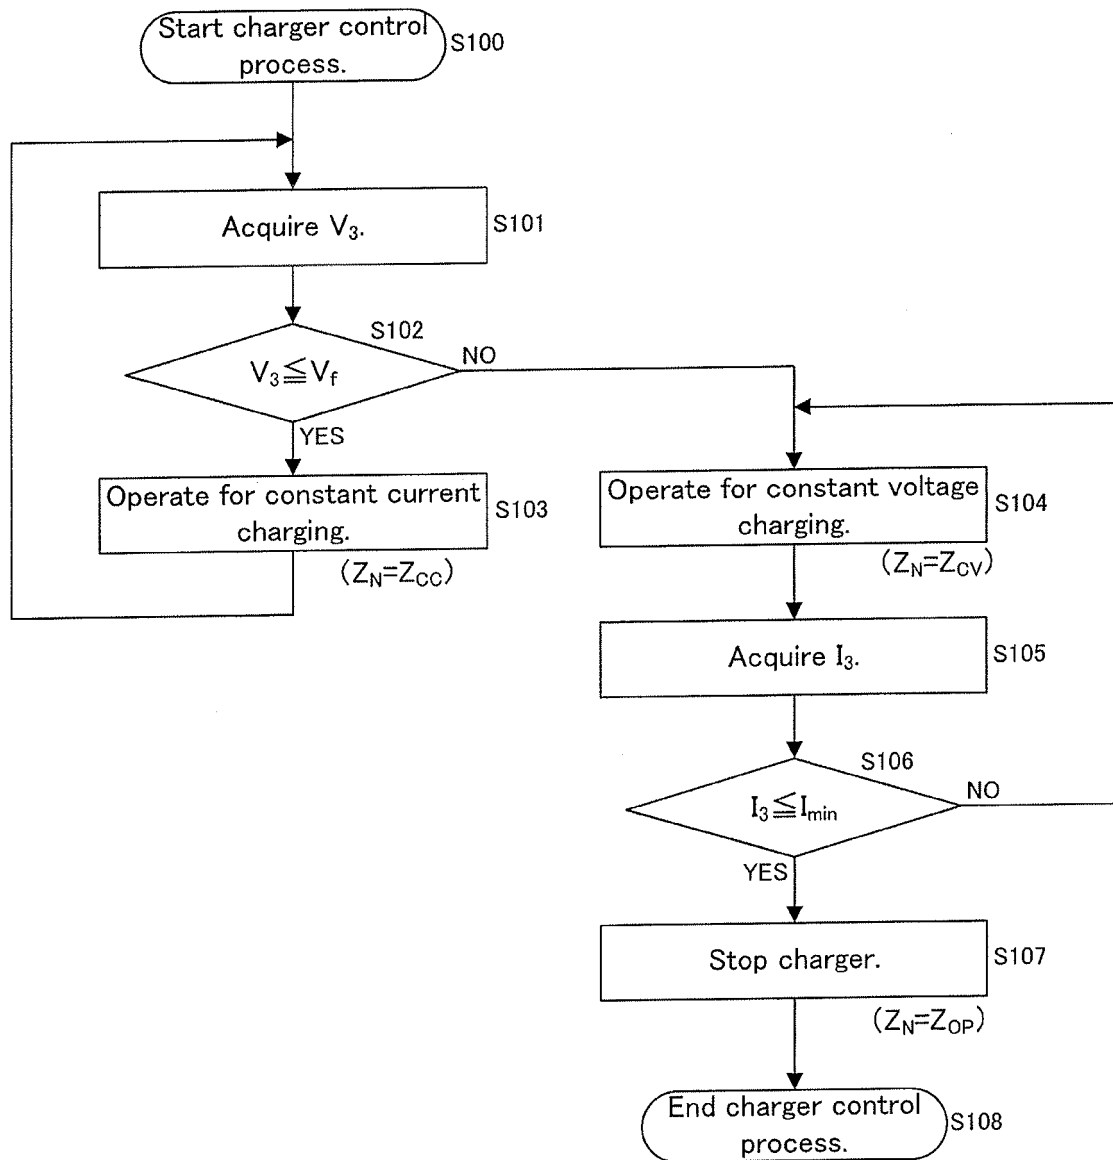 Start charger control
process.
S100
Acquire V₃.
S101
S102
V₃≦V_f
NO
YES
Operate for constant current
charging.
S103
(Z_N=Z_CC)
Operate for constant voltage
charging.
S104
(Z_N=Z_CV)
Acquire I₃.
S105
S106
I₃≦I_min
NO
YES
Stop charger.
S107
(Z_N=Z_OP)
End charger control
process.
S108